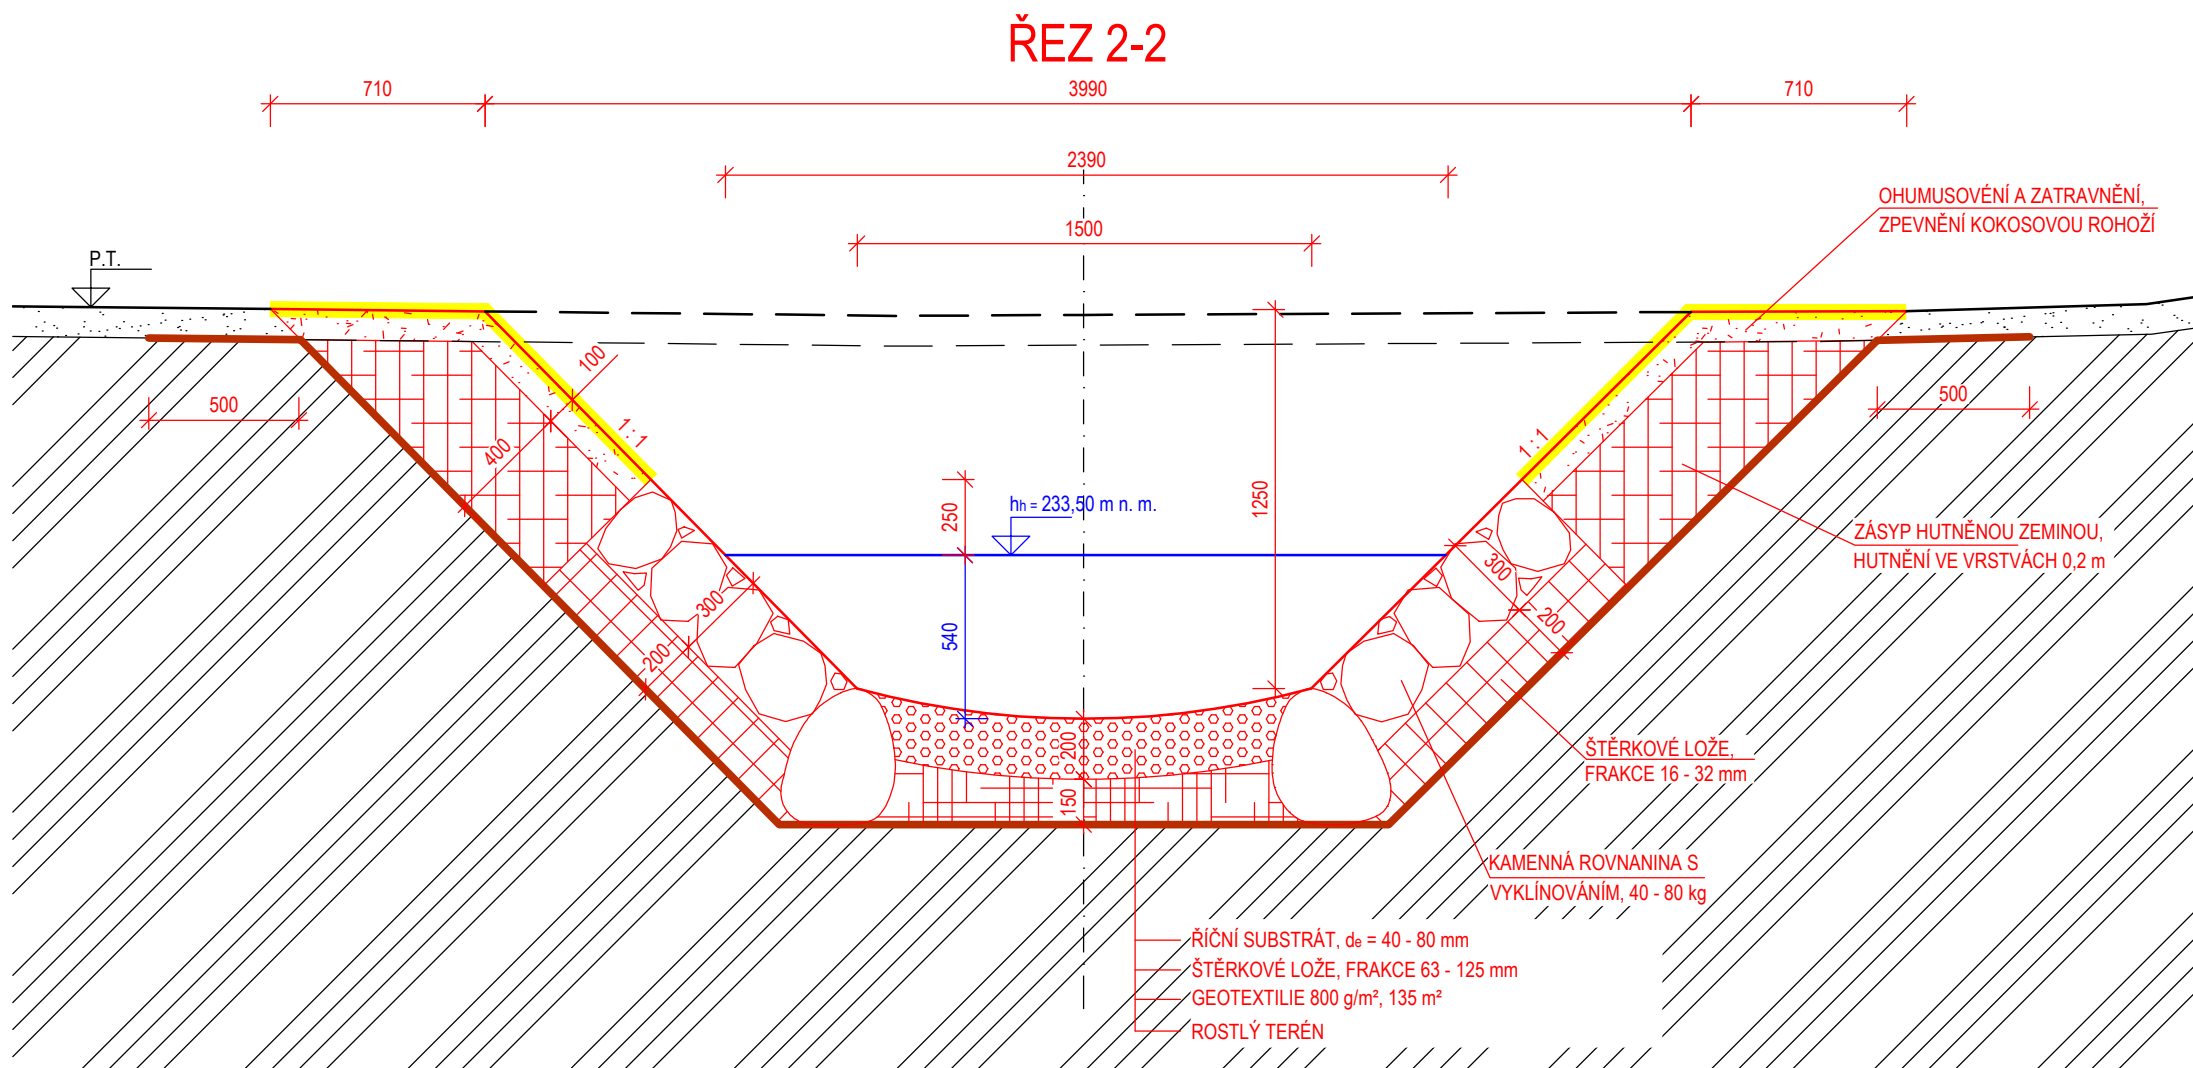 ŘEZ 2-2
710
3990
710
2390
1500
OHUMUSOVÉNÍ A ZATRAVNĚNÍ,
ZPEVNĚNÍ KOKOSOVOU ROHOŽÍ
P.T.
100
500
500
400
1:1
1:1
250
1250
hh = 233,50 m n. m.
ZÁSYP HUTNĚNOU ZEMINOU,
HUTNĚNÍ VE VRSTVÁCH 0,2 m
540
300
200
300
200
200
150
ŠTĚRKOVÉ LOŽE,
FRAKCE 16 - 32 mm
KAMENNÁ ROVNANINA S
VYKLÍNOVÁNÍM, 40 - 80 kg
ŘÍČNÍ SUBSTRÁT, de = 40 - 80 mm
ŠTĚRKOVÉ LOŽE, FRAKCE 63 - 125 mm
GEOTEXTILIE 800 g/m², 135 m²
ROSTLÝ TERÉN